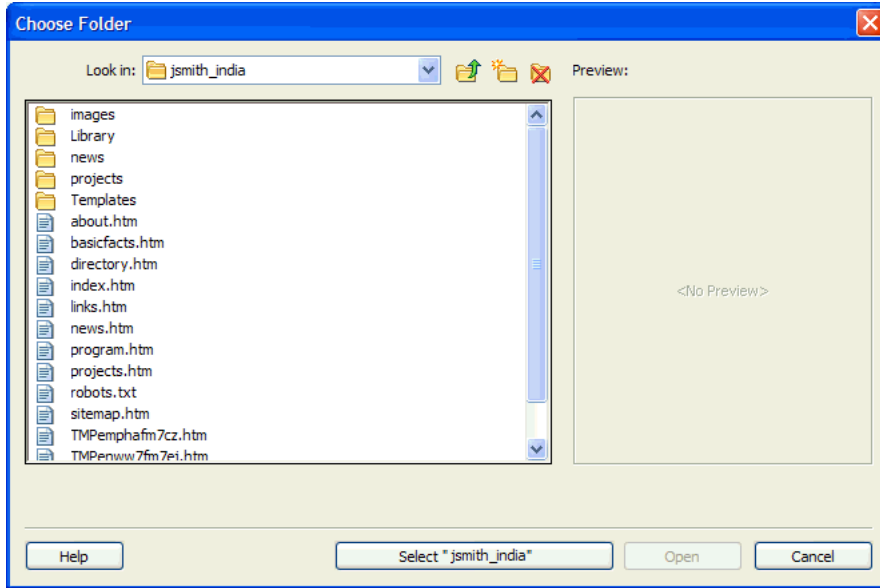 Choose Folder
Look in: jsmith_india Preview:
images
Library
news
projects
Templates
about.htm
basicfacts.htm
directory.htm
index.htm
links.htm
news.htm
program.htm
projects.htm
robots.txt
sitemap.htm
TMPemphafm7cz.htm
TMPenww7fm7ei.htm
<No Preview>
Help Select "jsmith_india" Open Cancel